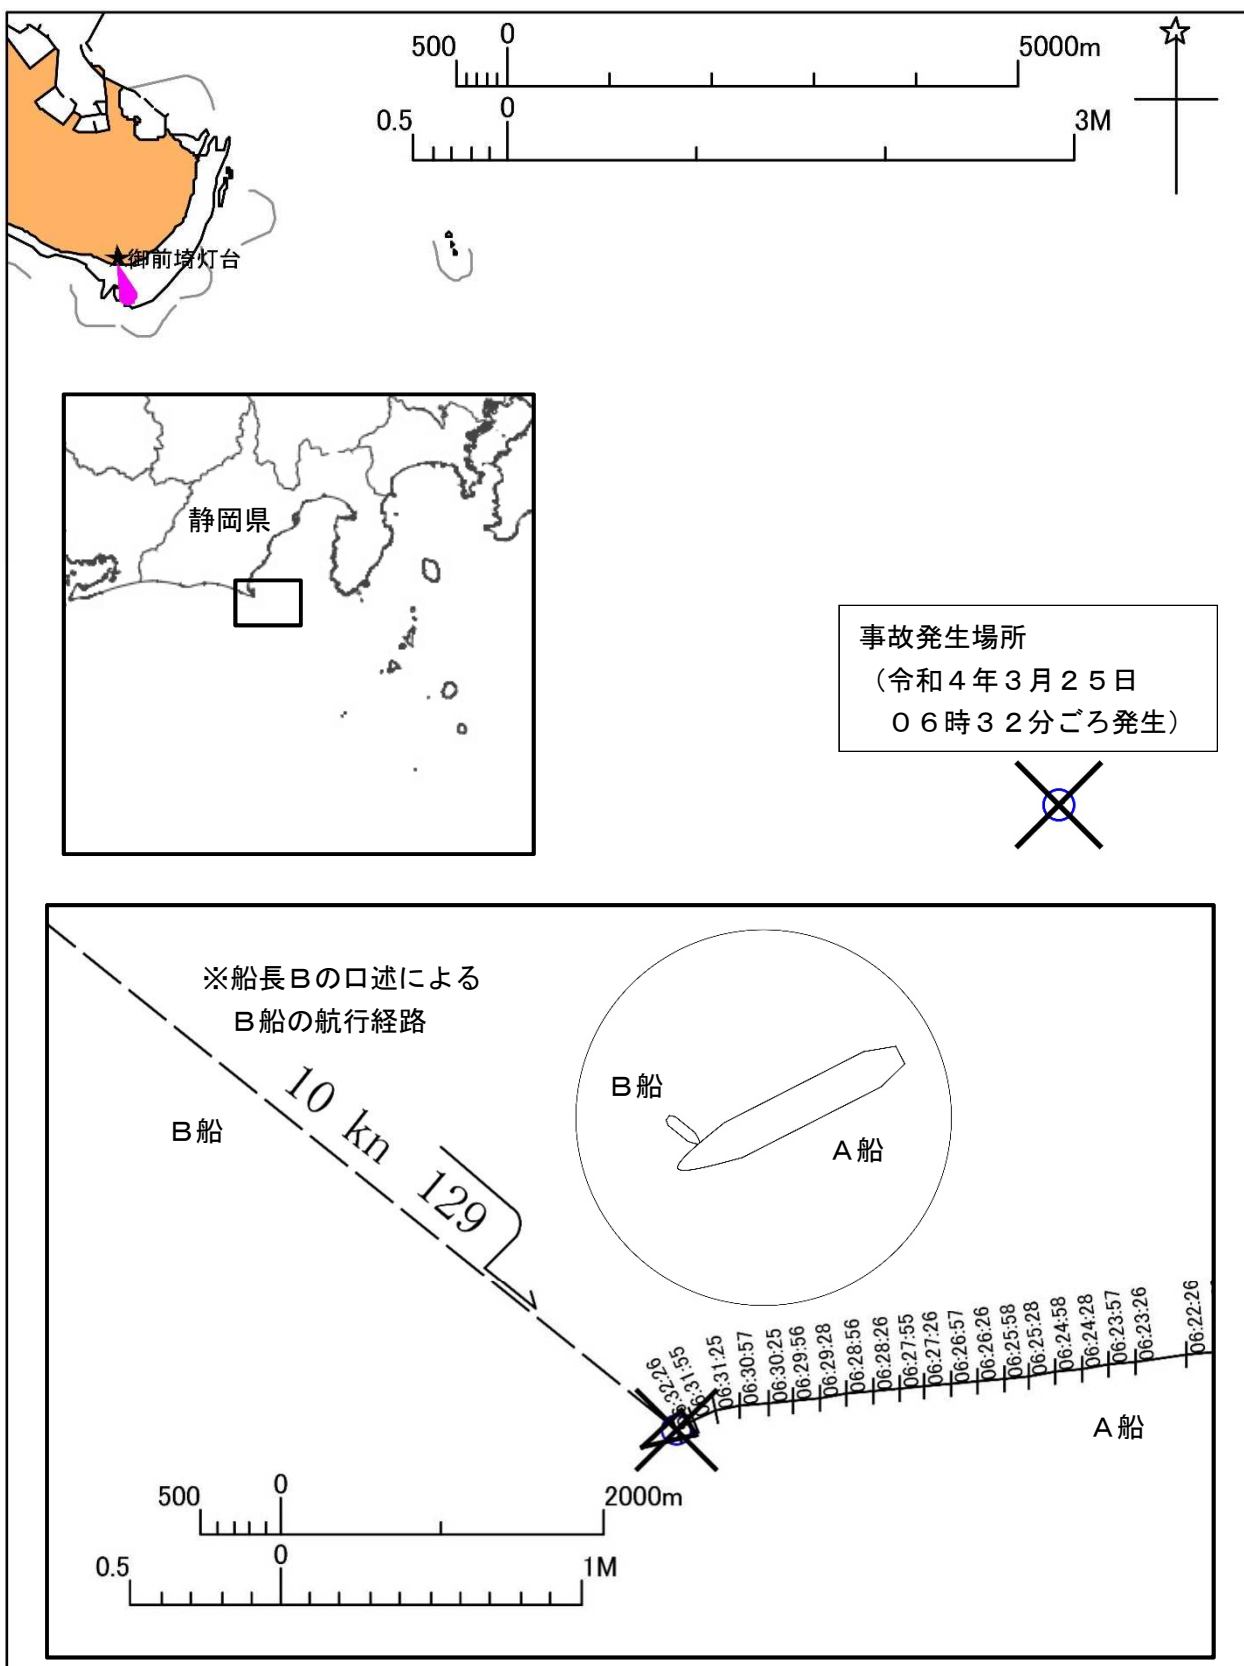 500
0
5000m
0.5
0
3M
御前埼灯台
静岡県
事故発生場所
（令和４年３月２５日
０６時３２分ごろ発生）
※船長Ｂの口述による
Ｂ船の航行経路
Ｂ船
Ａ船
10 kn 129
Ｂ船
06:32:26
06:31:55
06:31:25
06:30:57
06:30:25
06:29:56
06:29:28
06:28:56
06:28:26
06:27:55
06:27:26
06:26:57
06:26:26
06:25:58
06:25:28
06:24:58
06:24:28
06:23:57
06:23:26
06:22:26
Ａ船
500
0
2000m
0.5
0
1M